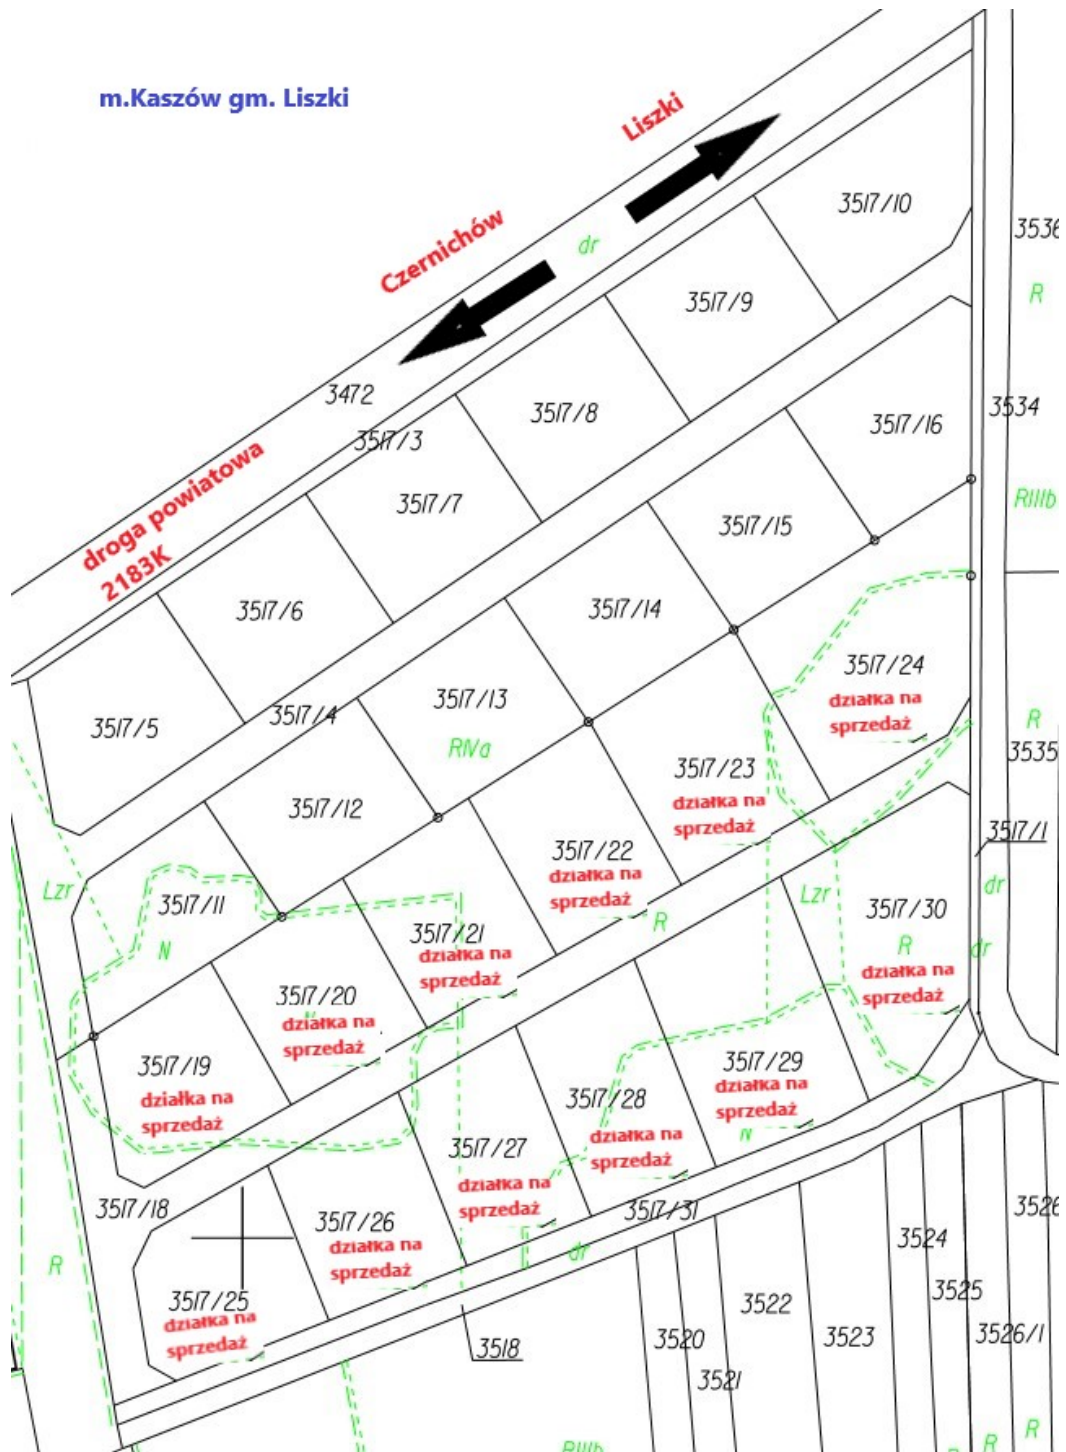 m.Kaszów gm. Liszki
Liszki
Czernichów
dr
3517/10
3536
R
3517/9
3472
3517/3
3517/8
3534
3517/16
droga powiatowa
2183K
3517/7
3517/15
RIIIb
3517/6
3517/14
3517/24
działka na
sprzedaż
3517/5
3517/4
3517/13
RIVa
R
3535
3517/23
działka na
sprzedaż
3517/12
3517/1
3517/22
działka na
sprzedaż
Lzr
3517/11
N
Lzr
dr
3517/30
R
dr
działka na
sprzedaż
R
3517/21
działka na
sprzedaż
3517/20
działka na
sprzedaż
3517/19
działka na
sprzedaż
3517/29
działka na
sprzedaż
N
3517/28
działka na
sprzedaż
3517/27
działka na
sprzedaż
3517/18
3517/26
działka na
sprzedaż
3517/31
dr
R
3517/25
działka na
sprzedaż
3518
3520
3521
3522
3523
3524
3525
3526
3526/1
R
R
RIIIb